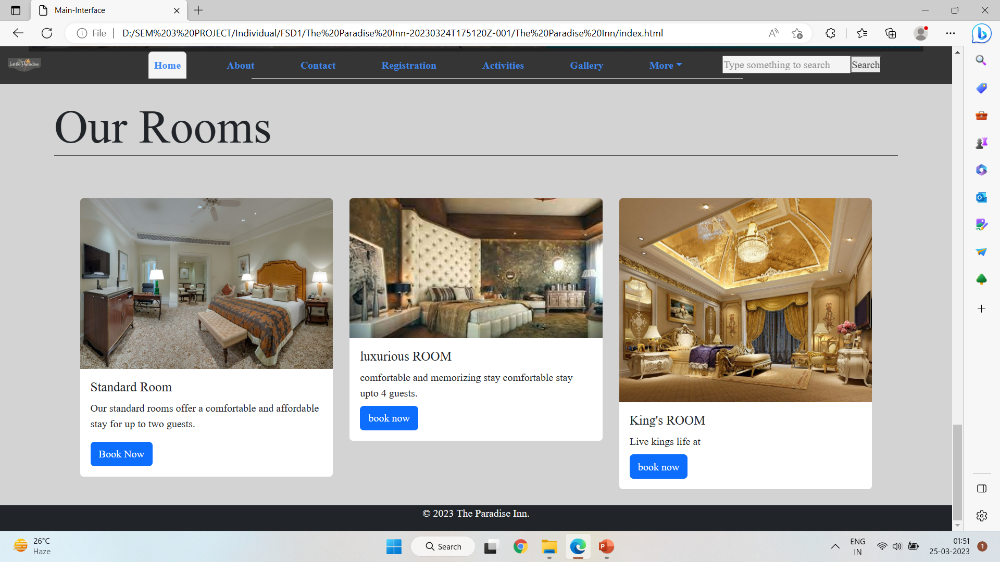 Main-Interface
File
D:/SEM%203%20PROJECT/Individual/FSD1/The%20Paradise%20Inn-20230324T175120Z-001/The%20Paradise%20Inn/index.html
Little Paradise
Home
About
Contact
Registration
Activities
Gallery
More
Type something to search
Search
Our Rooms
Standard Room
Our standard rooms offer a comfortable and affordable
stay for up to two guests.
Book Now
luxurious ROOM
comfortable and memorizing stay comfortable stay
upto 4 guests.
book now
King's ROOM
Live kings life at
book now
© 2023 The Paradise Inn.
26°C
Haze
Search
ENG
IN
01:51
25-03-2023
1